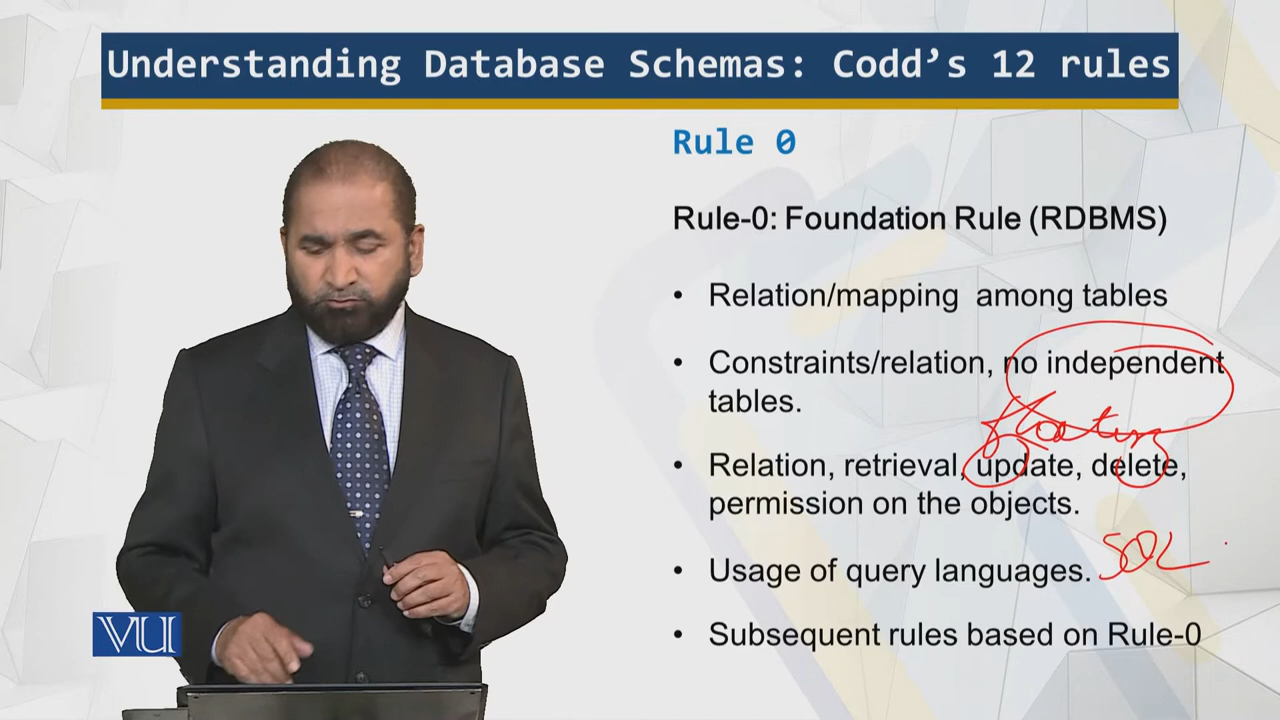 Understanding Database Schemas: Codd's 12 rules
Rule 0
Rule-0: Foundation Rule (RDBMS)
• Relation/mapping among tables
• Constraints/relation, no independent
tables.
floating
• Relation, retrieval, update, delete,
permission on the objects.
SQL
• Usage of query languages.
• Subsequent rules based on Rule-0
VU